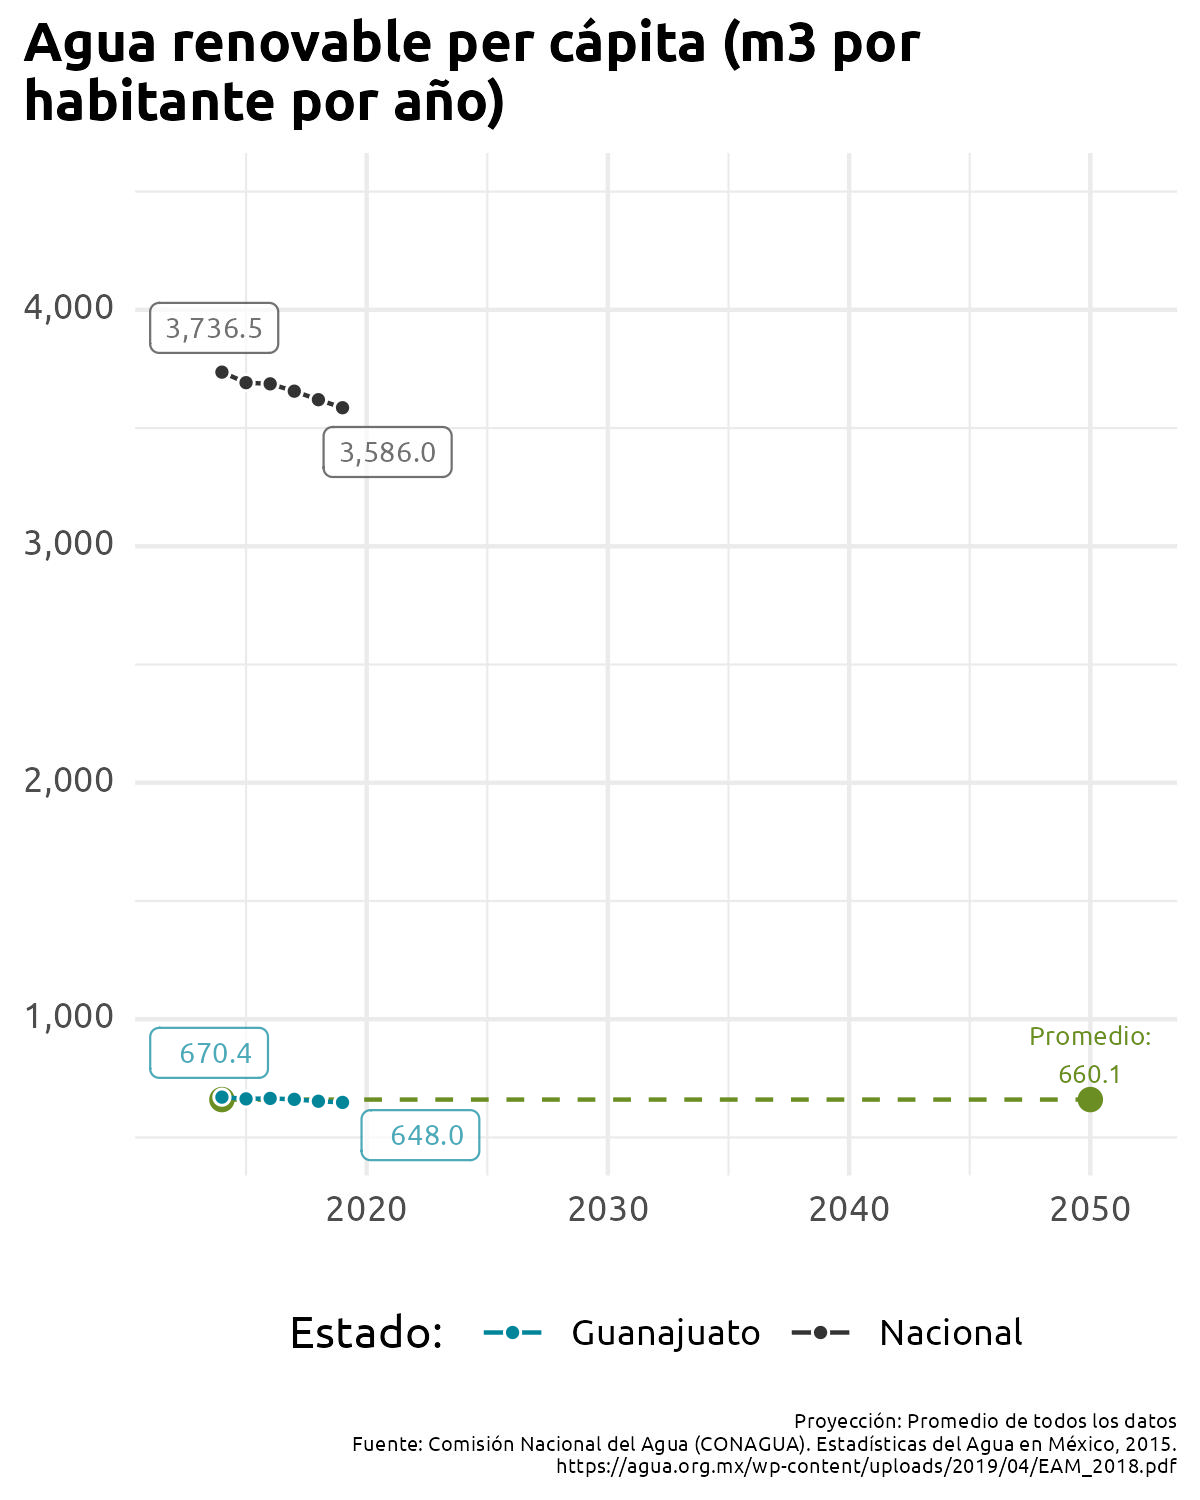 Agua renovable per cápita (m3 por
habitante por año)
4,000
3,736.5
3,586.0
3,000
2,000
1,000
670.4
Promedio:
660.1
648.0
2020 2030 2040 2050
Estado: Guanajuato Nacional
Proyección: Promedio de todos los datos
Fuente: Comisión Nacional del Agua (CONAGUA). Estadísticas del Agua en México, 2015.
https://agua.org.mx/wp-content/uploads/2019/04/EAM_2018.pdf